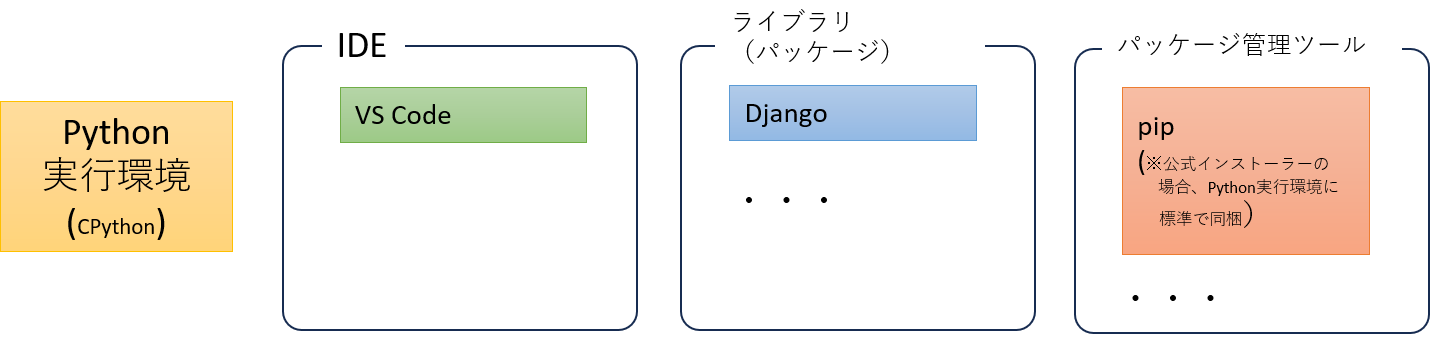 Python
実行環境
(CPython)
IDE
VS Code
ライブラリ
（パッケージ）
Django
・・・
パッケージ管理ツール
pip
(※公式インストーラーの
場合、Python実行環境に
標準で同梱）
・・・